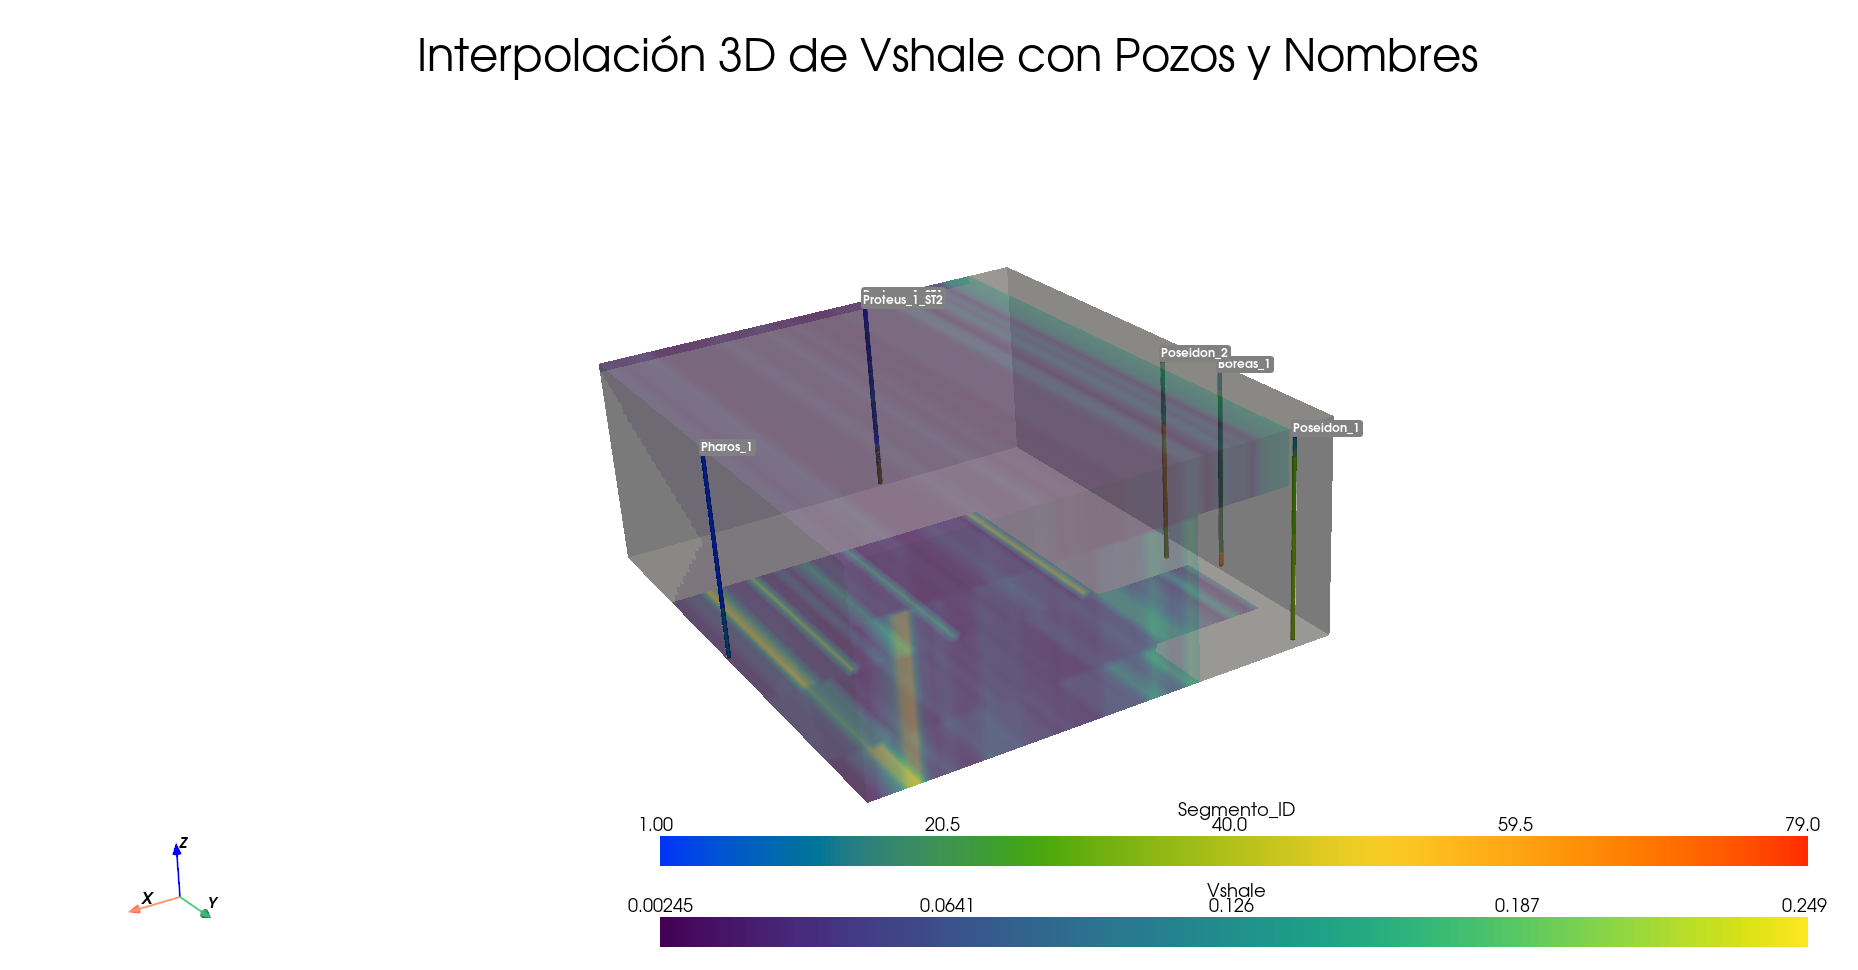 Interpolación 3D de Vshale con Pozos y Nombres
Proteus_1_ST2
Poseidon_2
Boreas_1
Poseidon_1
Pharos_1
Segmento_ID
1.00 20.5 40.0 59.5 79.0
Vshale
0.00245 0.0641 0.126 0.187 0.249
Z
X
Y